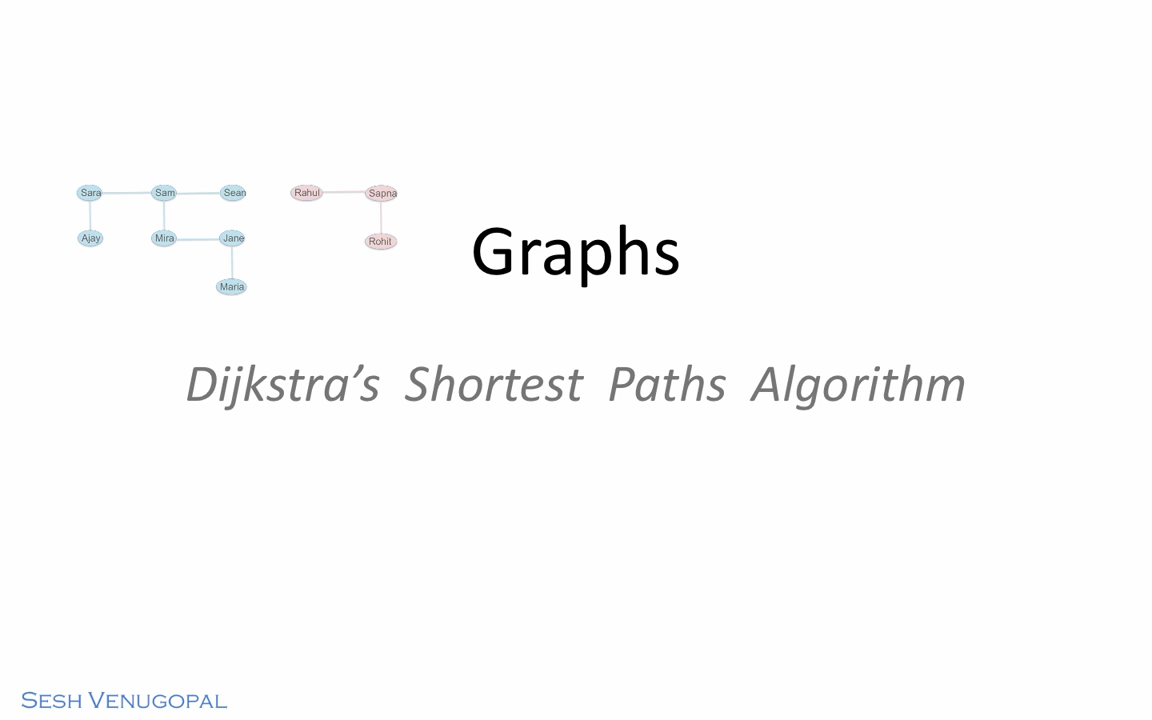 Sara Sam Sean Rahul Sapna
Ajay Mira Jane Rohit
Maria
Graphs
Dijkstra's Shortest Paths Algorithm
SESH VENUGOPAL